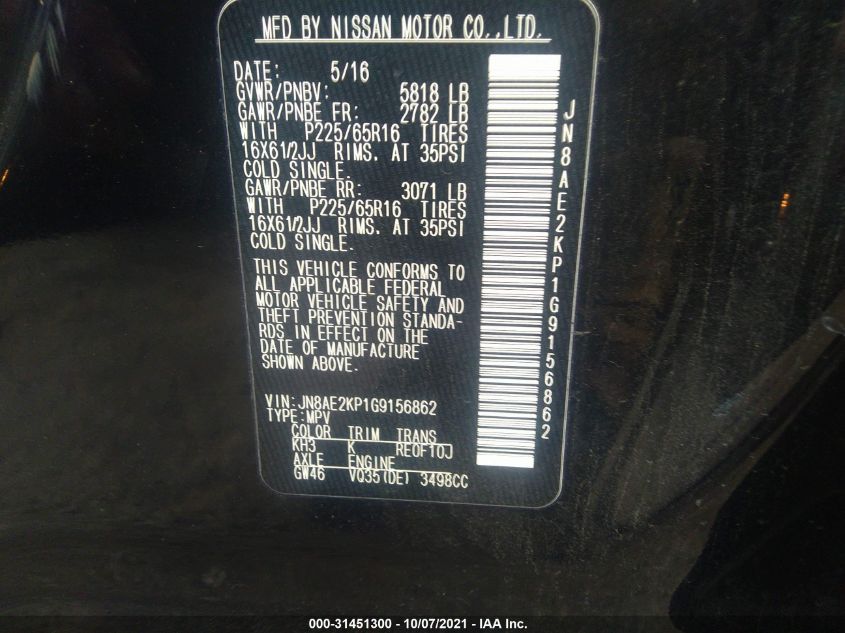 MFD BY NISSAN MOTOR CO.,LTD.
DATE: 5/16
GVWR/PNBV: 5818 LB
GAWR/PNBE FR: 2782 LB
WITH P225/65R16 TIRES
16X61/2JJ RIMS. AT 35PSI
COLD SINGLE.
GAWR/PNBE RR: 3071 LB
WITH P225/65R16 TIRES
16X61/2JJ RIMS. AT 35PSI
COLD SINGLE.
THIS VEHICLE CONFORMS TO
ALL APPLICABLE FEDERAL
MOTOR VEHICLE SAFETY AND
THEFT PREVENTION STANDA-
RDS IN EFFECT ON THE
DATE OF MANUFACTURE
SHOWN ABOVE.
VIN:JN8AE2KP1G9156862
TYPE:MPV
COLOR TRIM TRANS
KH3 K RE0F10J
AXLE ENGINE
GW46 VQ35(DE) 3498CC
JN8AE2KP1G9156862
000-31451300 - 10/07/2021 - IAA Inc.